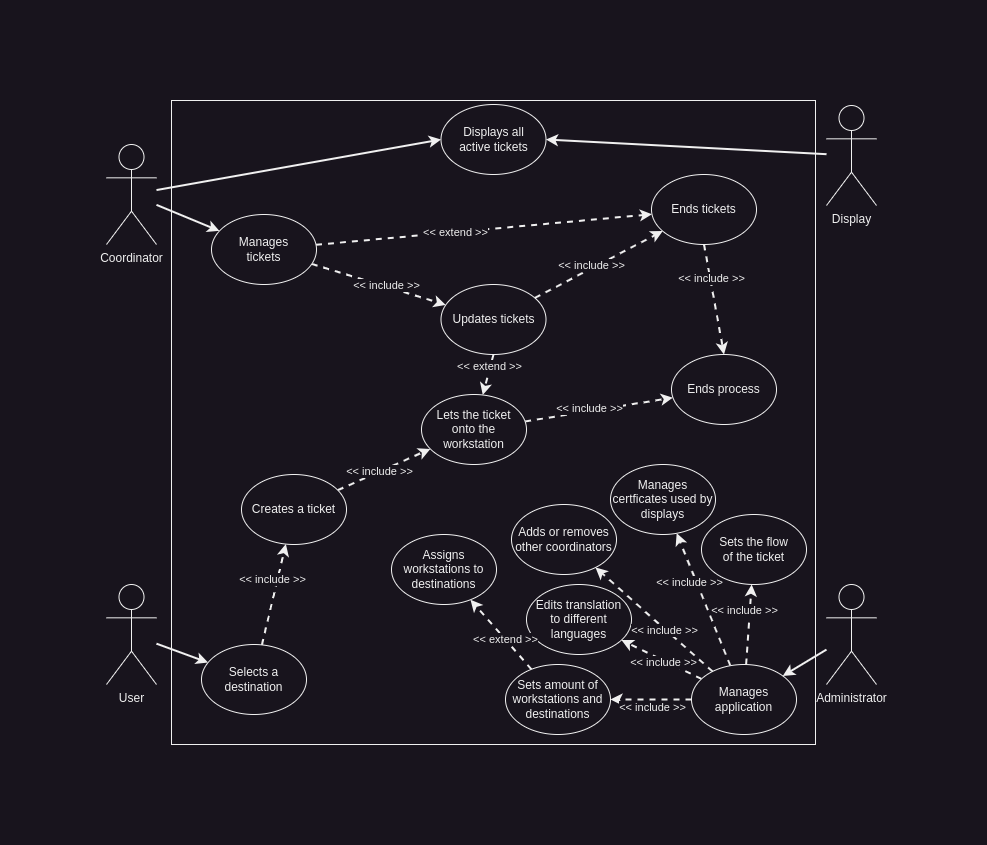 Displays all
active tickets
Display
Coordinator
Ends tickets
<< extend >>
Manages
tickets
<< include >>
<< include >>
<< include >>
Updates tickets
<< extend >>
Ends process
Lets the ticket
onto the
workstation
<< include >>
<< include >>
Creates a ticket
Manages
certficates used by
displays
Adds or removes
other coordinators
Sets the flow
of the ticket
Assigns
workstations to
destinations
<< include >>
<< include >>
<< include >>
Edits translation
to different
languages
<< include >>
<< extend >>
<< include >>
Selects a
destination
User
Sets amount of
workstations and
destinations
<< include >>
Manages
application
Administrator